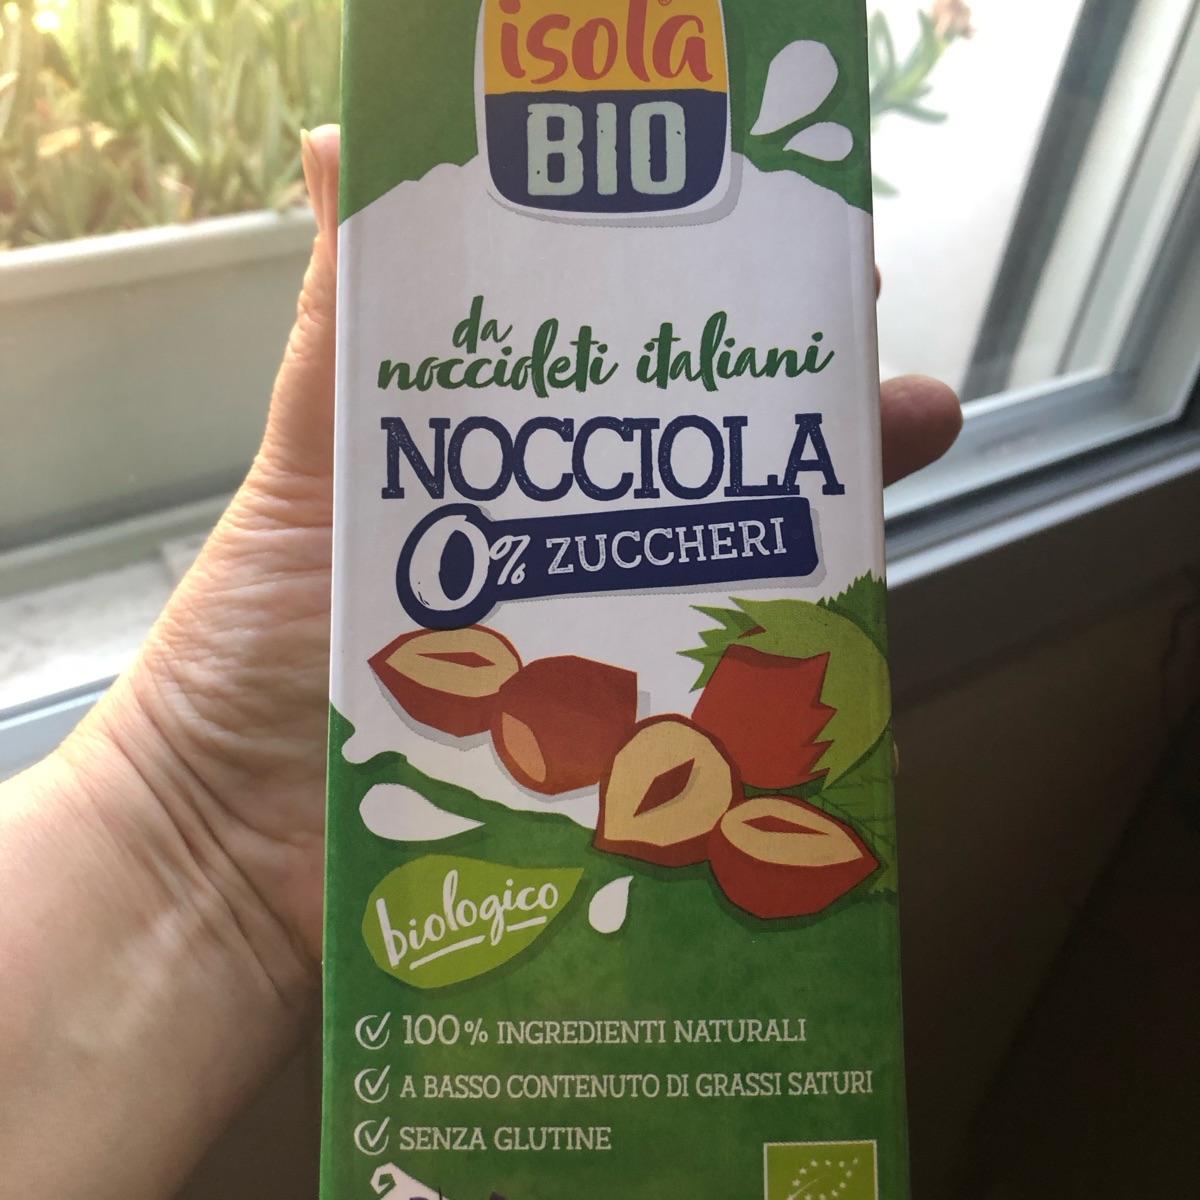 isola
BIO
da
noccioleti italiani
NOCCIOLA
0% ZUCCHERI
biologico
100% INGREDIENTI NATURALI
A BASSO CONTENUTO DI GRASSI SATURI
SENZA GLUTINE